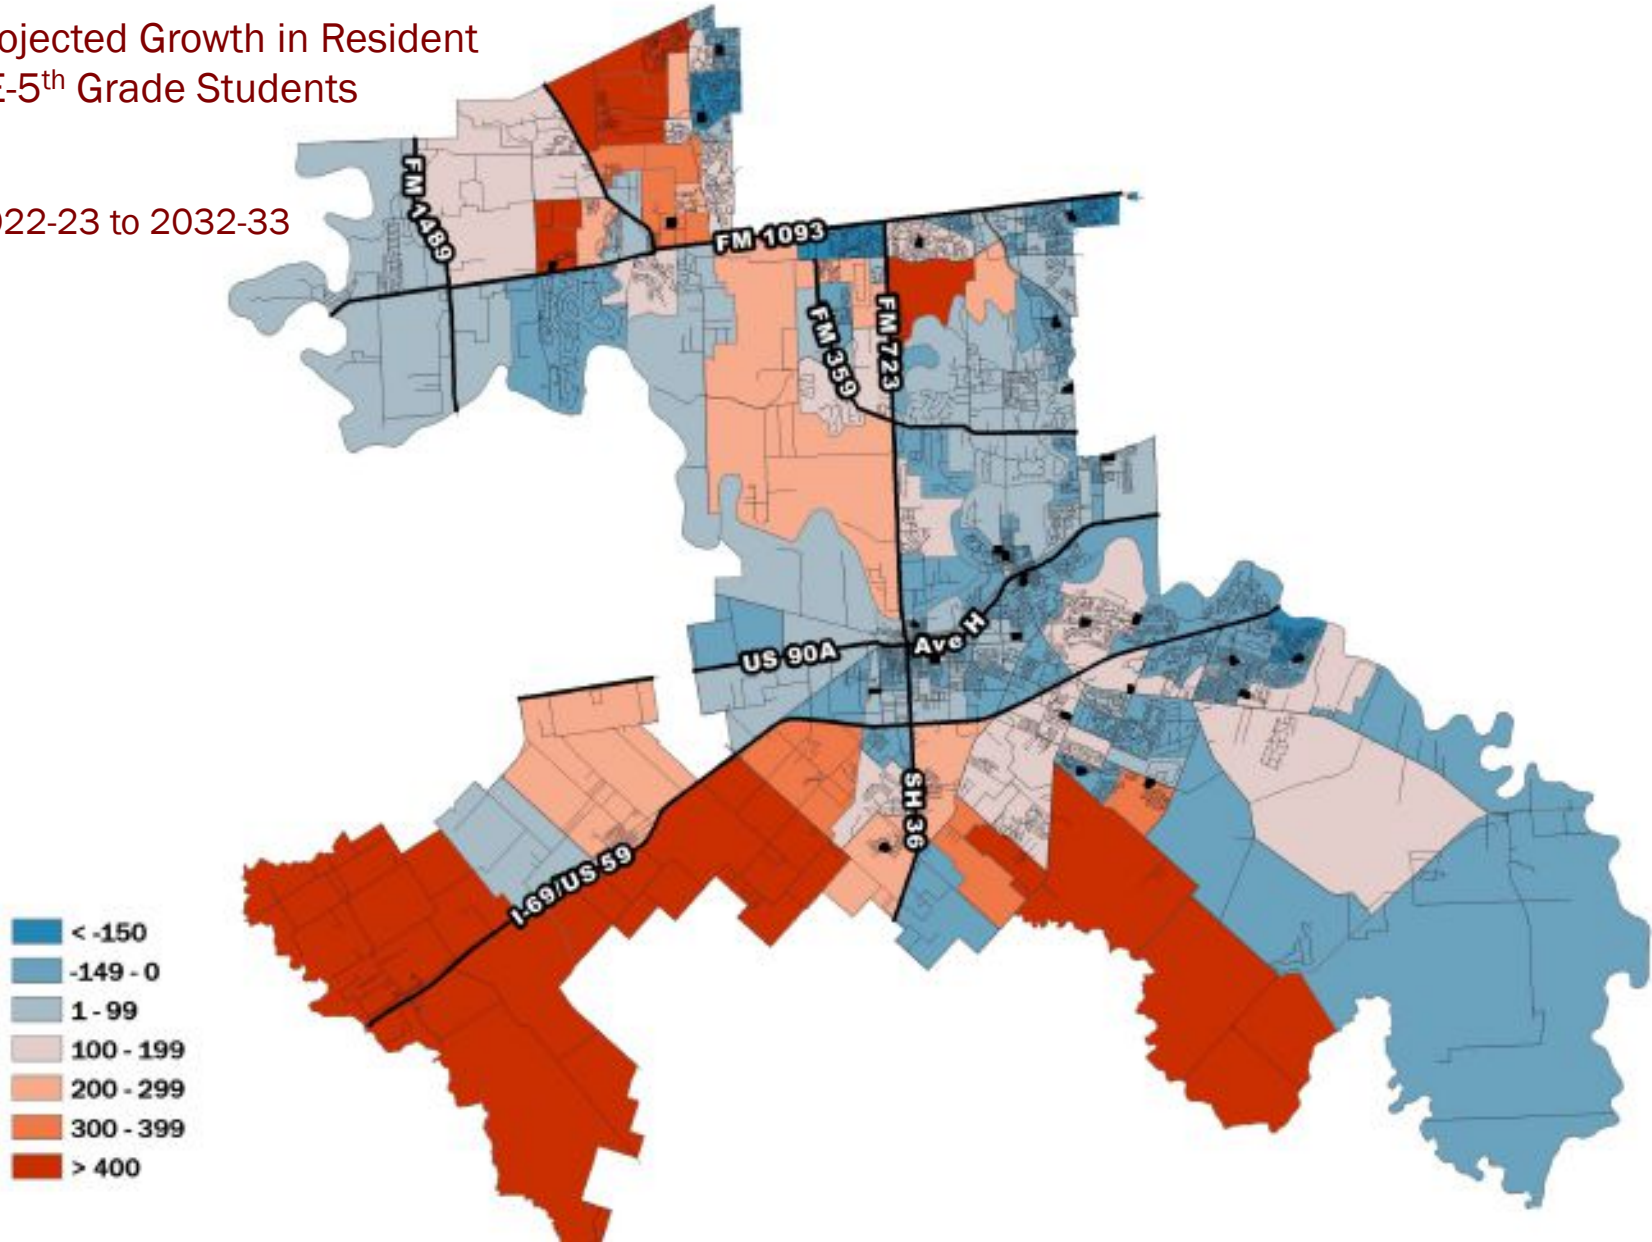 ojected Growth in Resident
E-5th Grade Students
022-23 to 2032-33
FM 1489
FM 1093
FM 359
FM 723
Ave H
US 90A
SH 36
I-69/US 59
< -150
-149 - 0
1 - 99
100 - 199
200 - 299
300 - 399
> 400